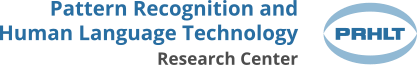 Pattern Recognition and
Human Language Technology
Research Center
PRHLT